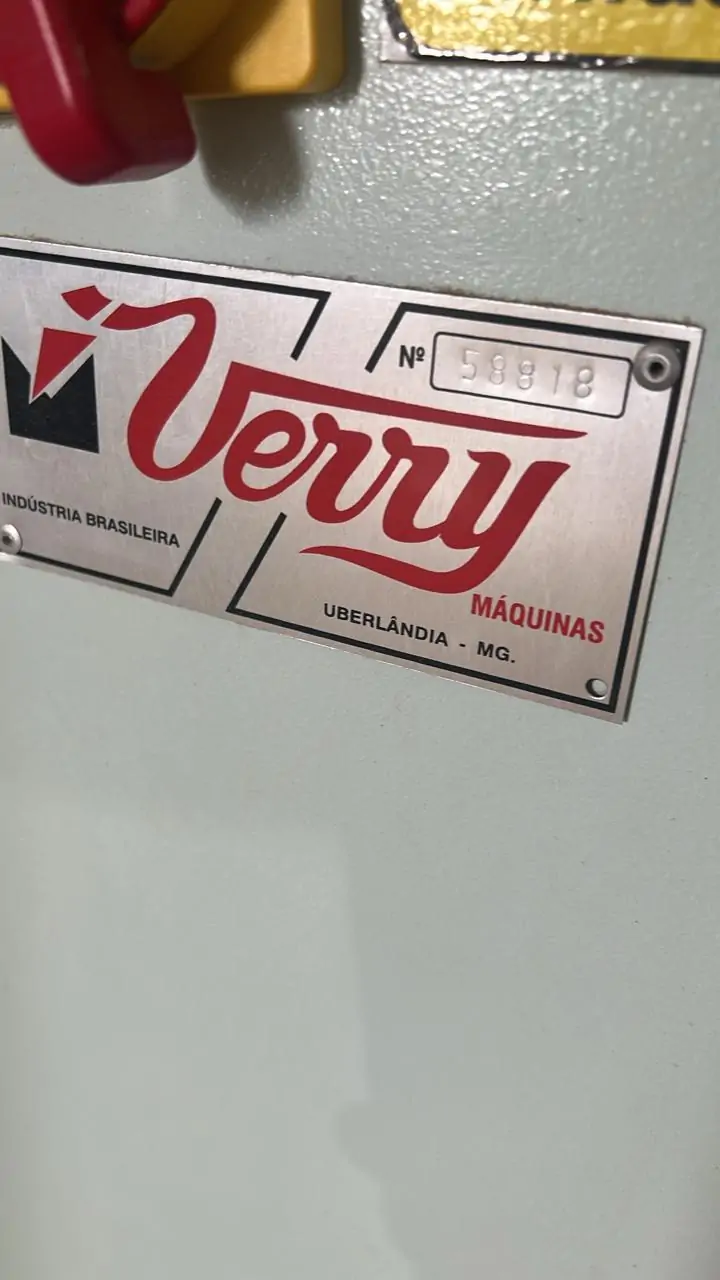 Nº 58818
Verry
MÁQUINAS
INDÚSTRIA BRASILEIRA
UBERLÂNDIA - MG.